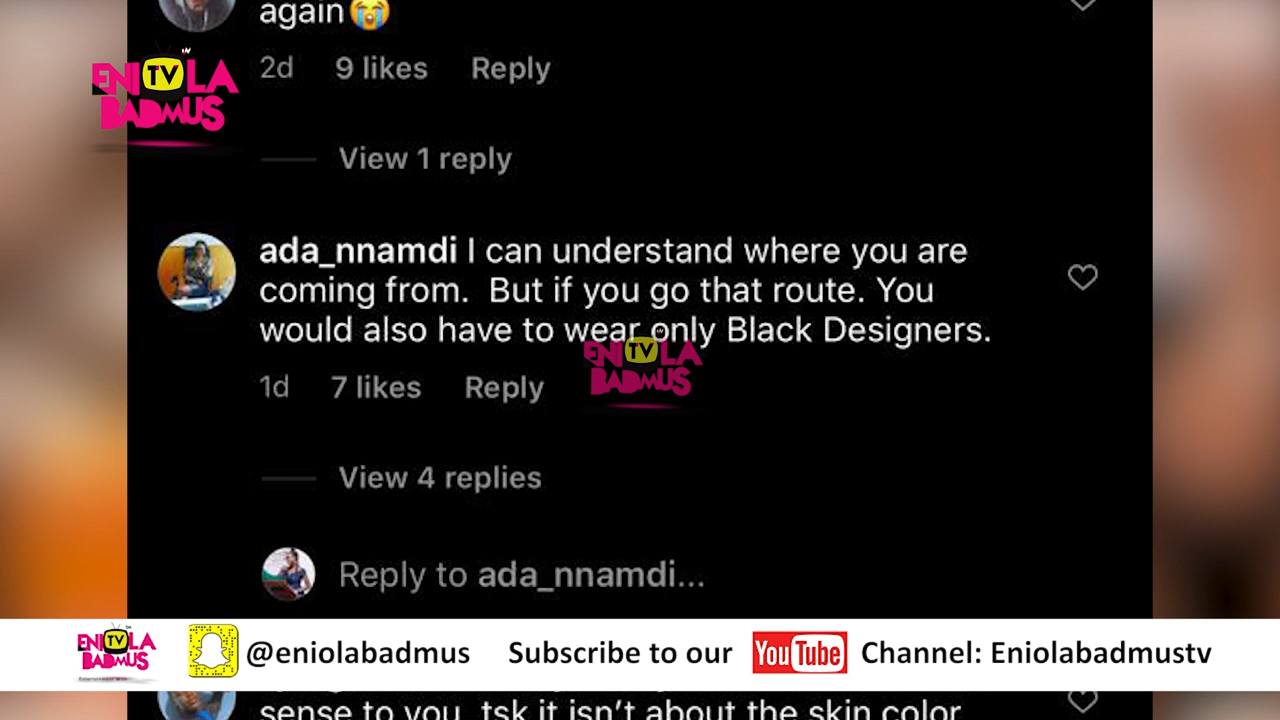 again😭
2d 9 likes Reply
ENIOLA TV
BADMUS
View 1 reply
ada_nnamdi I can understand where you are
coming from. But if you go that route. You
would also have to wear only Black Designers.
ENIOLA TV
BADMUS
1d 7 likes Reply
View 4 replies
Reply to ada_nnamdi...
ENIOLA TV
BADMUS
@eniolabadmus Subscribe to our YouTube Channel: Eniolabadmustv
sense to you, tsk it isn't about the skin color